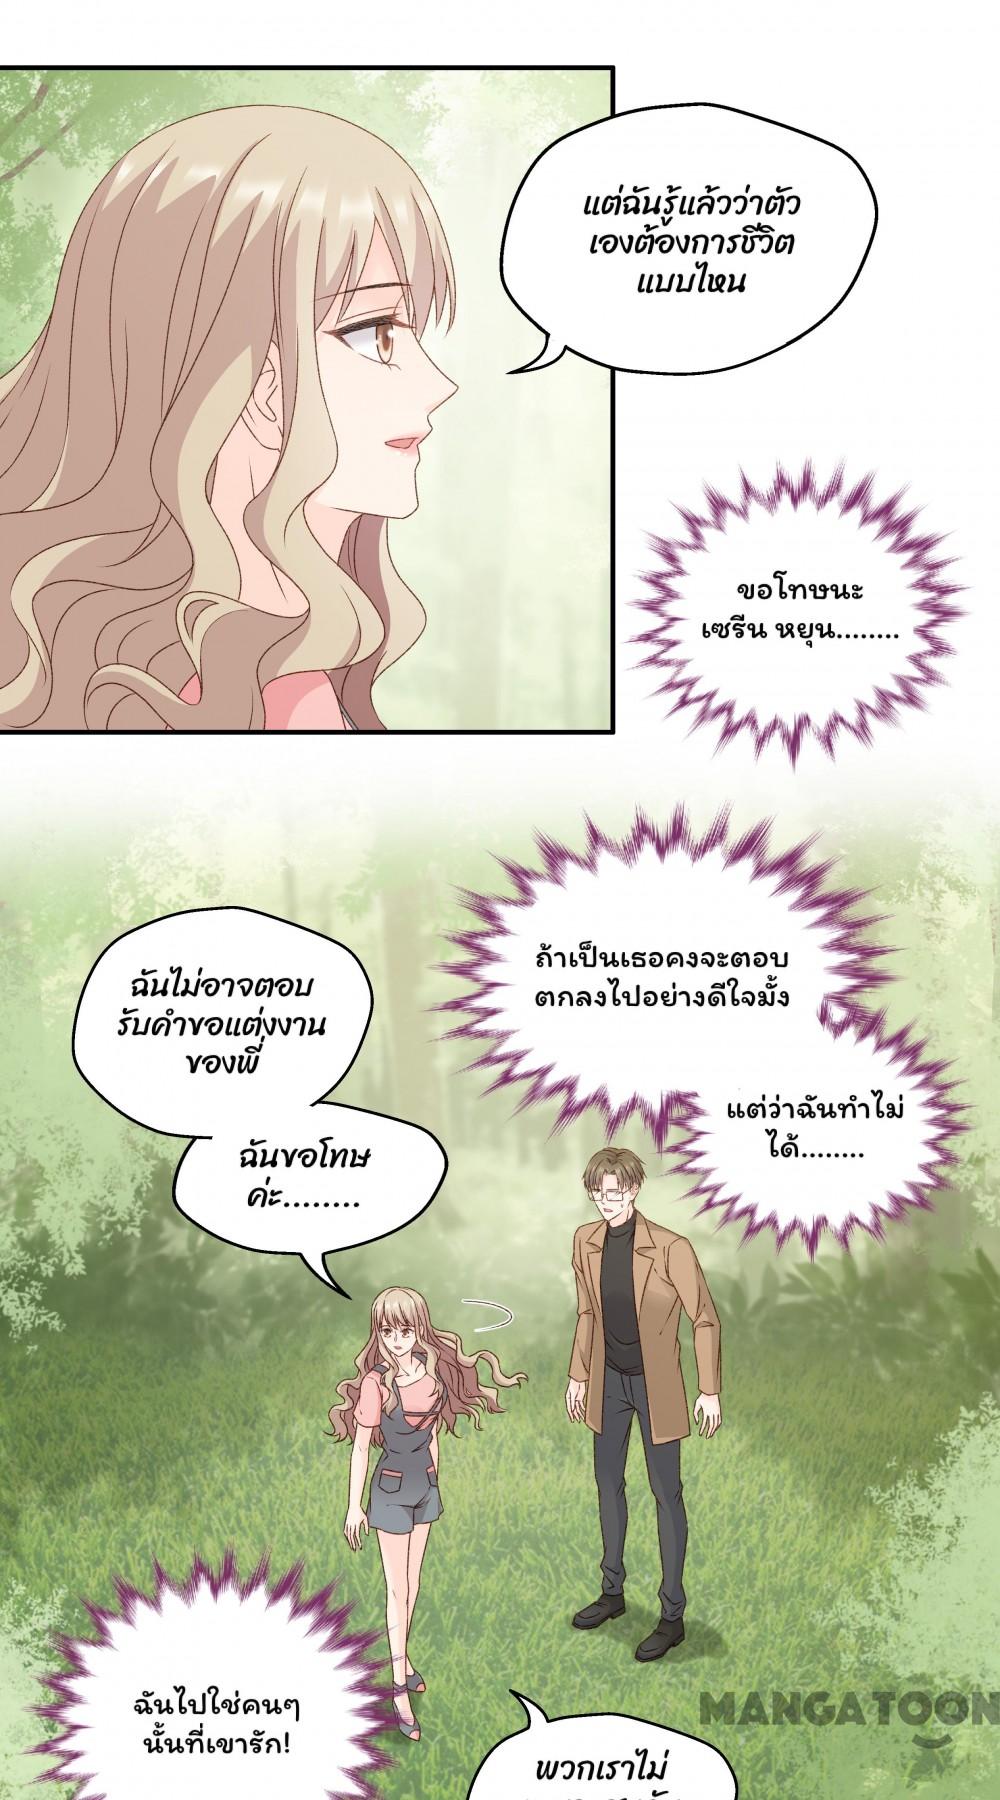 แต่ฉันรู้แล้วว่าตัว
เองต้องการชีวิต
แบบไหน
ขอโทษนะ
เซรีน หยุน........
ถ้าเป็นเธอคงจะตอบ
ตกลงไปอย่างดีใจมั้ง
ฉันไม่อาจตอบ
รับคำขอแต่งงาน
ของพี่
แต่ว่าฉันทำไม่
ได้........
ฉันขอโทษ
ค่ะ.........
ฉันไปใช่คนๆ
นั้นที่เขารัก!
MANGATOON
พวกเราไม่